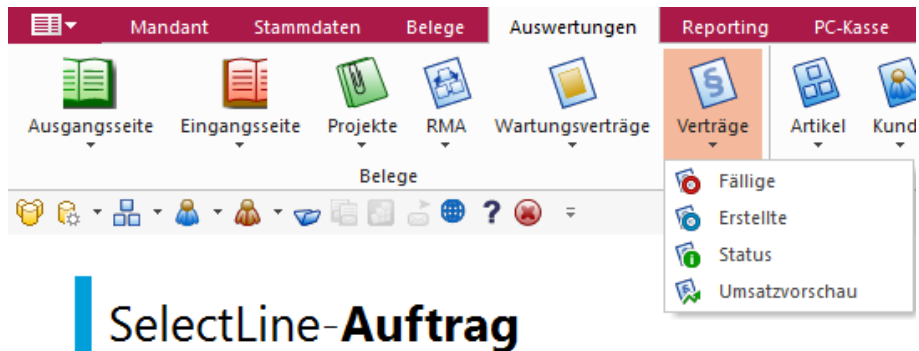 Mandant Stammdaten Belege Auswertungen Reporting PC-Kasse
Ausgangsseite Eingangsseite Projekte RMA Wartungsverträge Verträge Artikel Kund
Belege
Fällige
Erstellte
Status
Umsatzvorschau
SelectLine-Auftrag